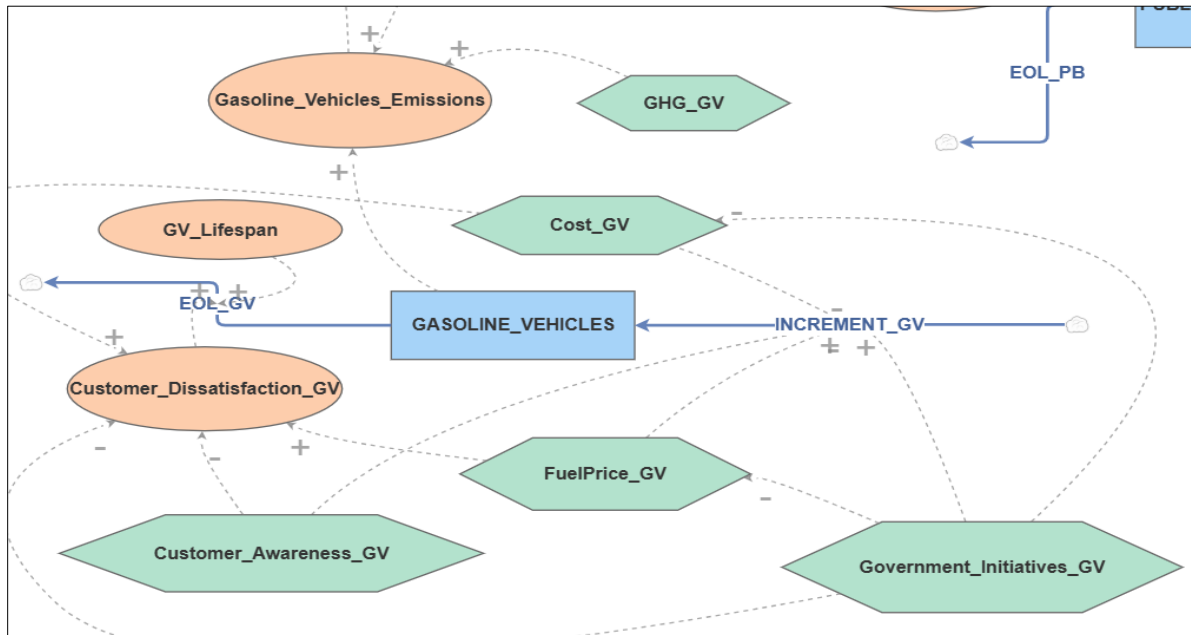 EOL_PB
Gasoline_Vehicles_Emissions
GHG_GV
+
+
+
Cost_GV
-
GV_Lifespan
+
+
EOL_GV
GASOLINE_VEHICLES
-
INCREMENT_GV
+
+
+
Customer_Dissatisfaction_GV
-
-
+
FuelPrice_GV
-
Customer_Awareness_GV
Government_Initiatives_GV